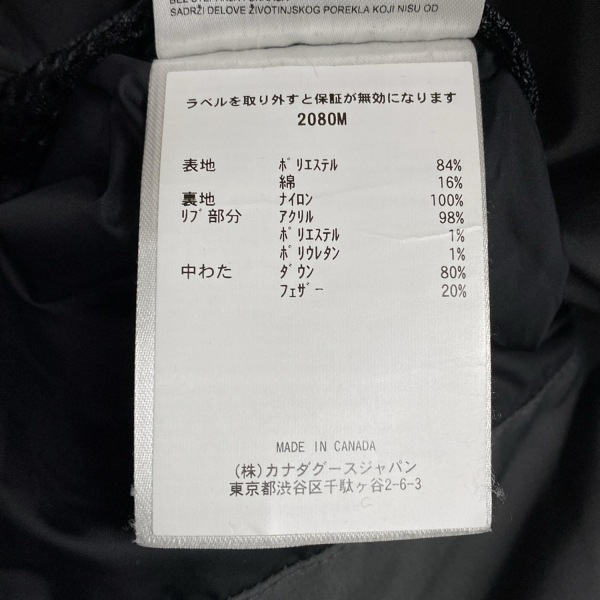 SADRŽI DELOVE ŽIVOTINJSKOG POREKLA KOJI NISU OD
ラベルを取り外すと保証が無効になります
2080M
表地 ﾎﾟﾘｴｽﾃﾙ 84%
綿 16%
裏地 ﾅｲﾛﾝ 100%
ﾘﾌﾞ部分 ｱｸﾘﾙ 98%
ﾎﾟﾘｴｽﾃﾙ 1%
ﾎﾟﾘｳﾚﾀﾝ 1%
中わた ﾀﾞｳﾝ 80%
ﾌｪｻﾞｰ 20%
MADE IN CANADA
(株)カナダグースジャパン
東京都渋谷区千駄ヶ谷2-6-3